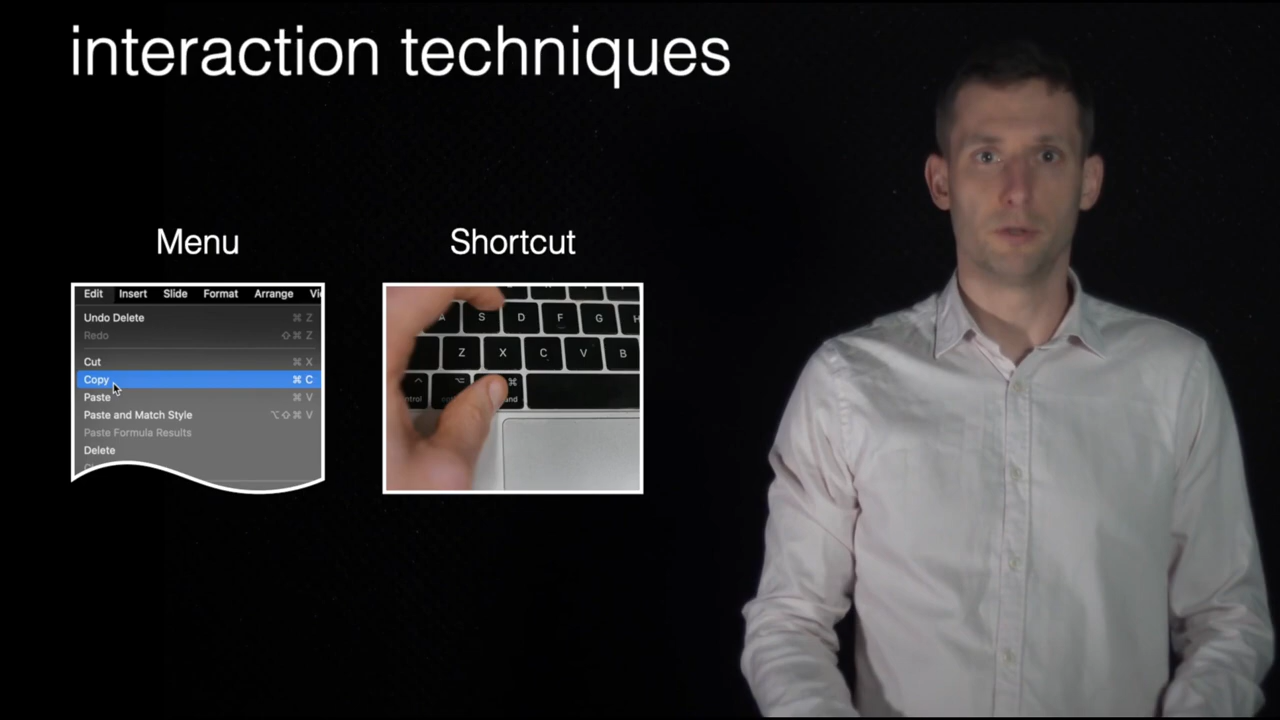 interaction techniques
Menu
Shortcut
Edit Insert Slide Format Arrange
Undo Delete ⌘ Z
Redo ⇧ ⌘ Z
Cut ⌘ X
Copy ⌘ C
Paste ⌘ V
Paste and Match Style ⌥ ⇧ ⌘ V
Paste Formula Results
Delete
A S D F G H
Z X C V B
^ ⌥ ⌘